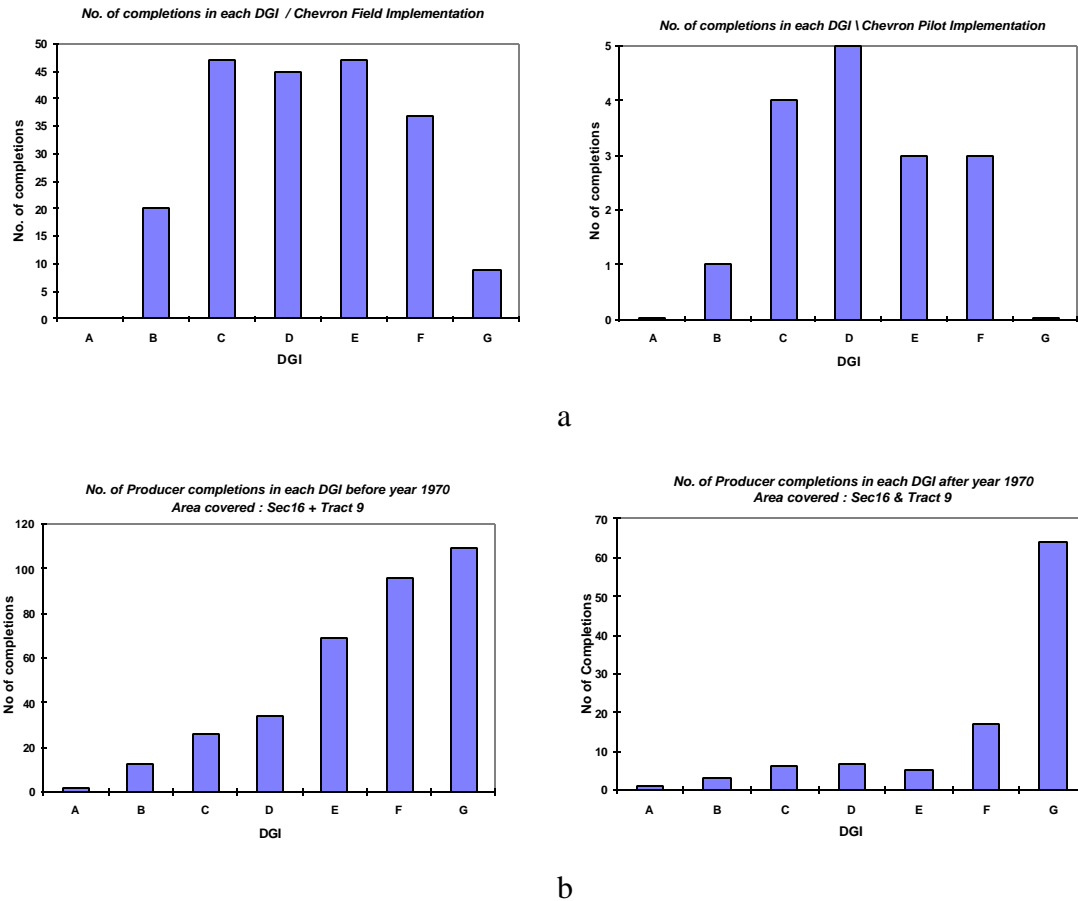 No. of completions in each DGI / Chevron Field Implementation
50
45
40
35
30
25
20
15
10
5
0
No. of completions
A B C D E F G
DGI
No. of completions in each DGI \ Chevron Pilot Implementation
5
4
3
2
1
0
No of completions
A B C D E F G
DGI
a
No. of Producer completions in each DGI before year 1970
Area covered : Sec16 + Tract 9
120
100
80
60
40
20
0
No of completions
A B C D E F G
DGI
No. of Producer completions in each DGI after year 1970
Area covered : Sec16 & Tract 9
70
60
50
40
30
20
10
0
No of Completions
A B C D E F G
DGI
b